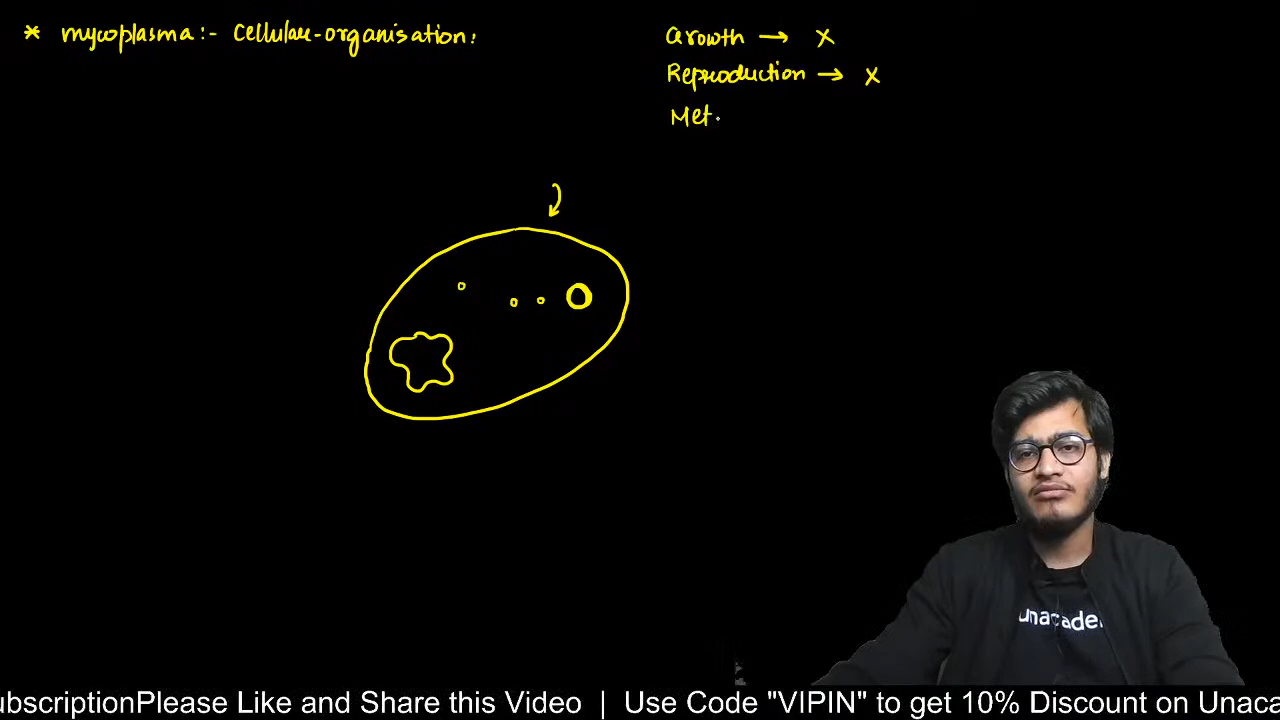 * mycoplasma:- Cellular-organisation:
Growth → X
Reproduction → X
Met.
unacade
ubscriptionPlease Like and Share this Video | Use Code "VIPIN" to get 10% Discount on Unaca